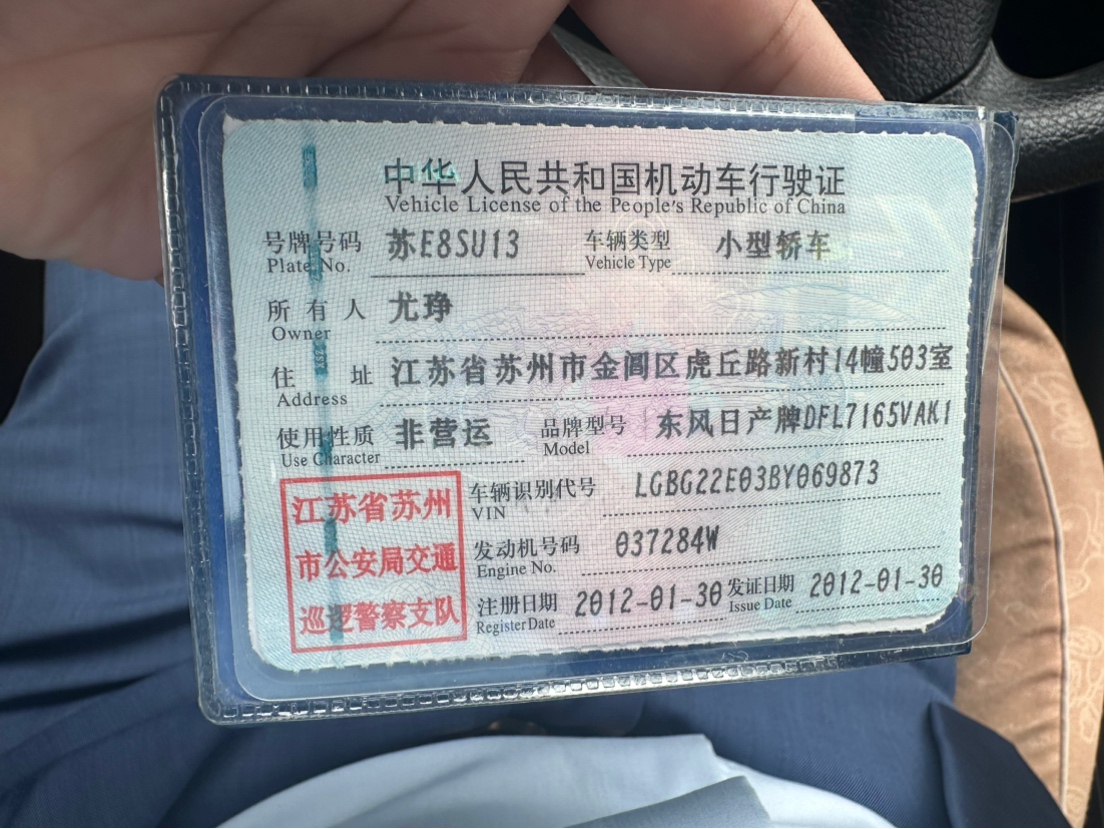 中华人民共和国机动车行驶证
Vehicle License of the People's Republic of China
号牌号码 苏E8SU13 车辆类型 小型轿车
Plate No. Vehicle Type
所有人 尤琤
Owner
住址 江苏省苏州市金阊区虎丘路新村14幢503室
Address
使用性质 非营运 品牌型号 东风日产牌DFL7165VAK1
Use Character Model
车辆识别代号 LGBG22E03BY069873
VIN
发动机号码 037284W
Engine No.
注册日期 2012-01-30 发证日期 2012-01-30
Register Date Issue Date
江苏省苏州
市公安局交通
巡逻警察支队